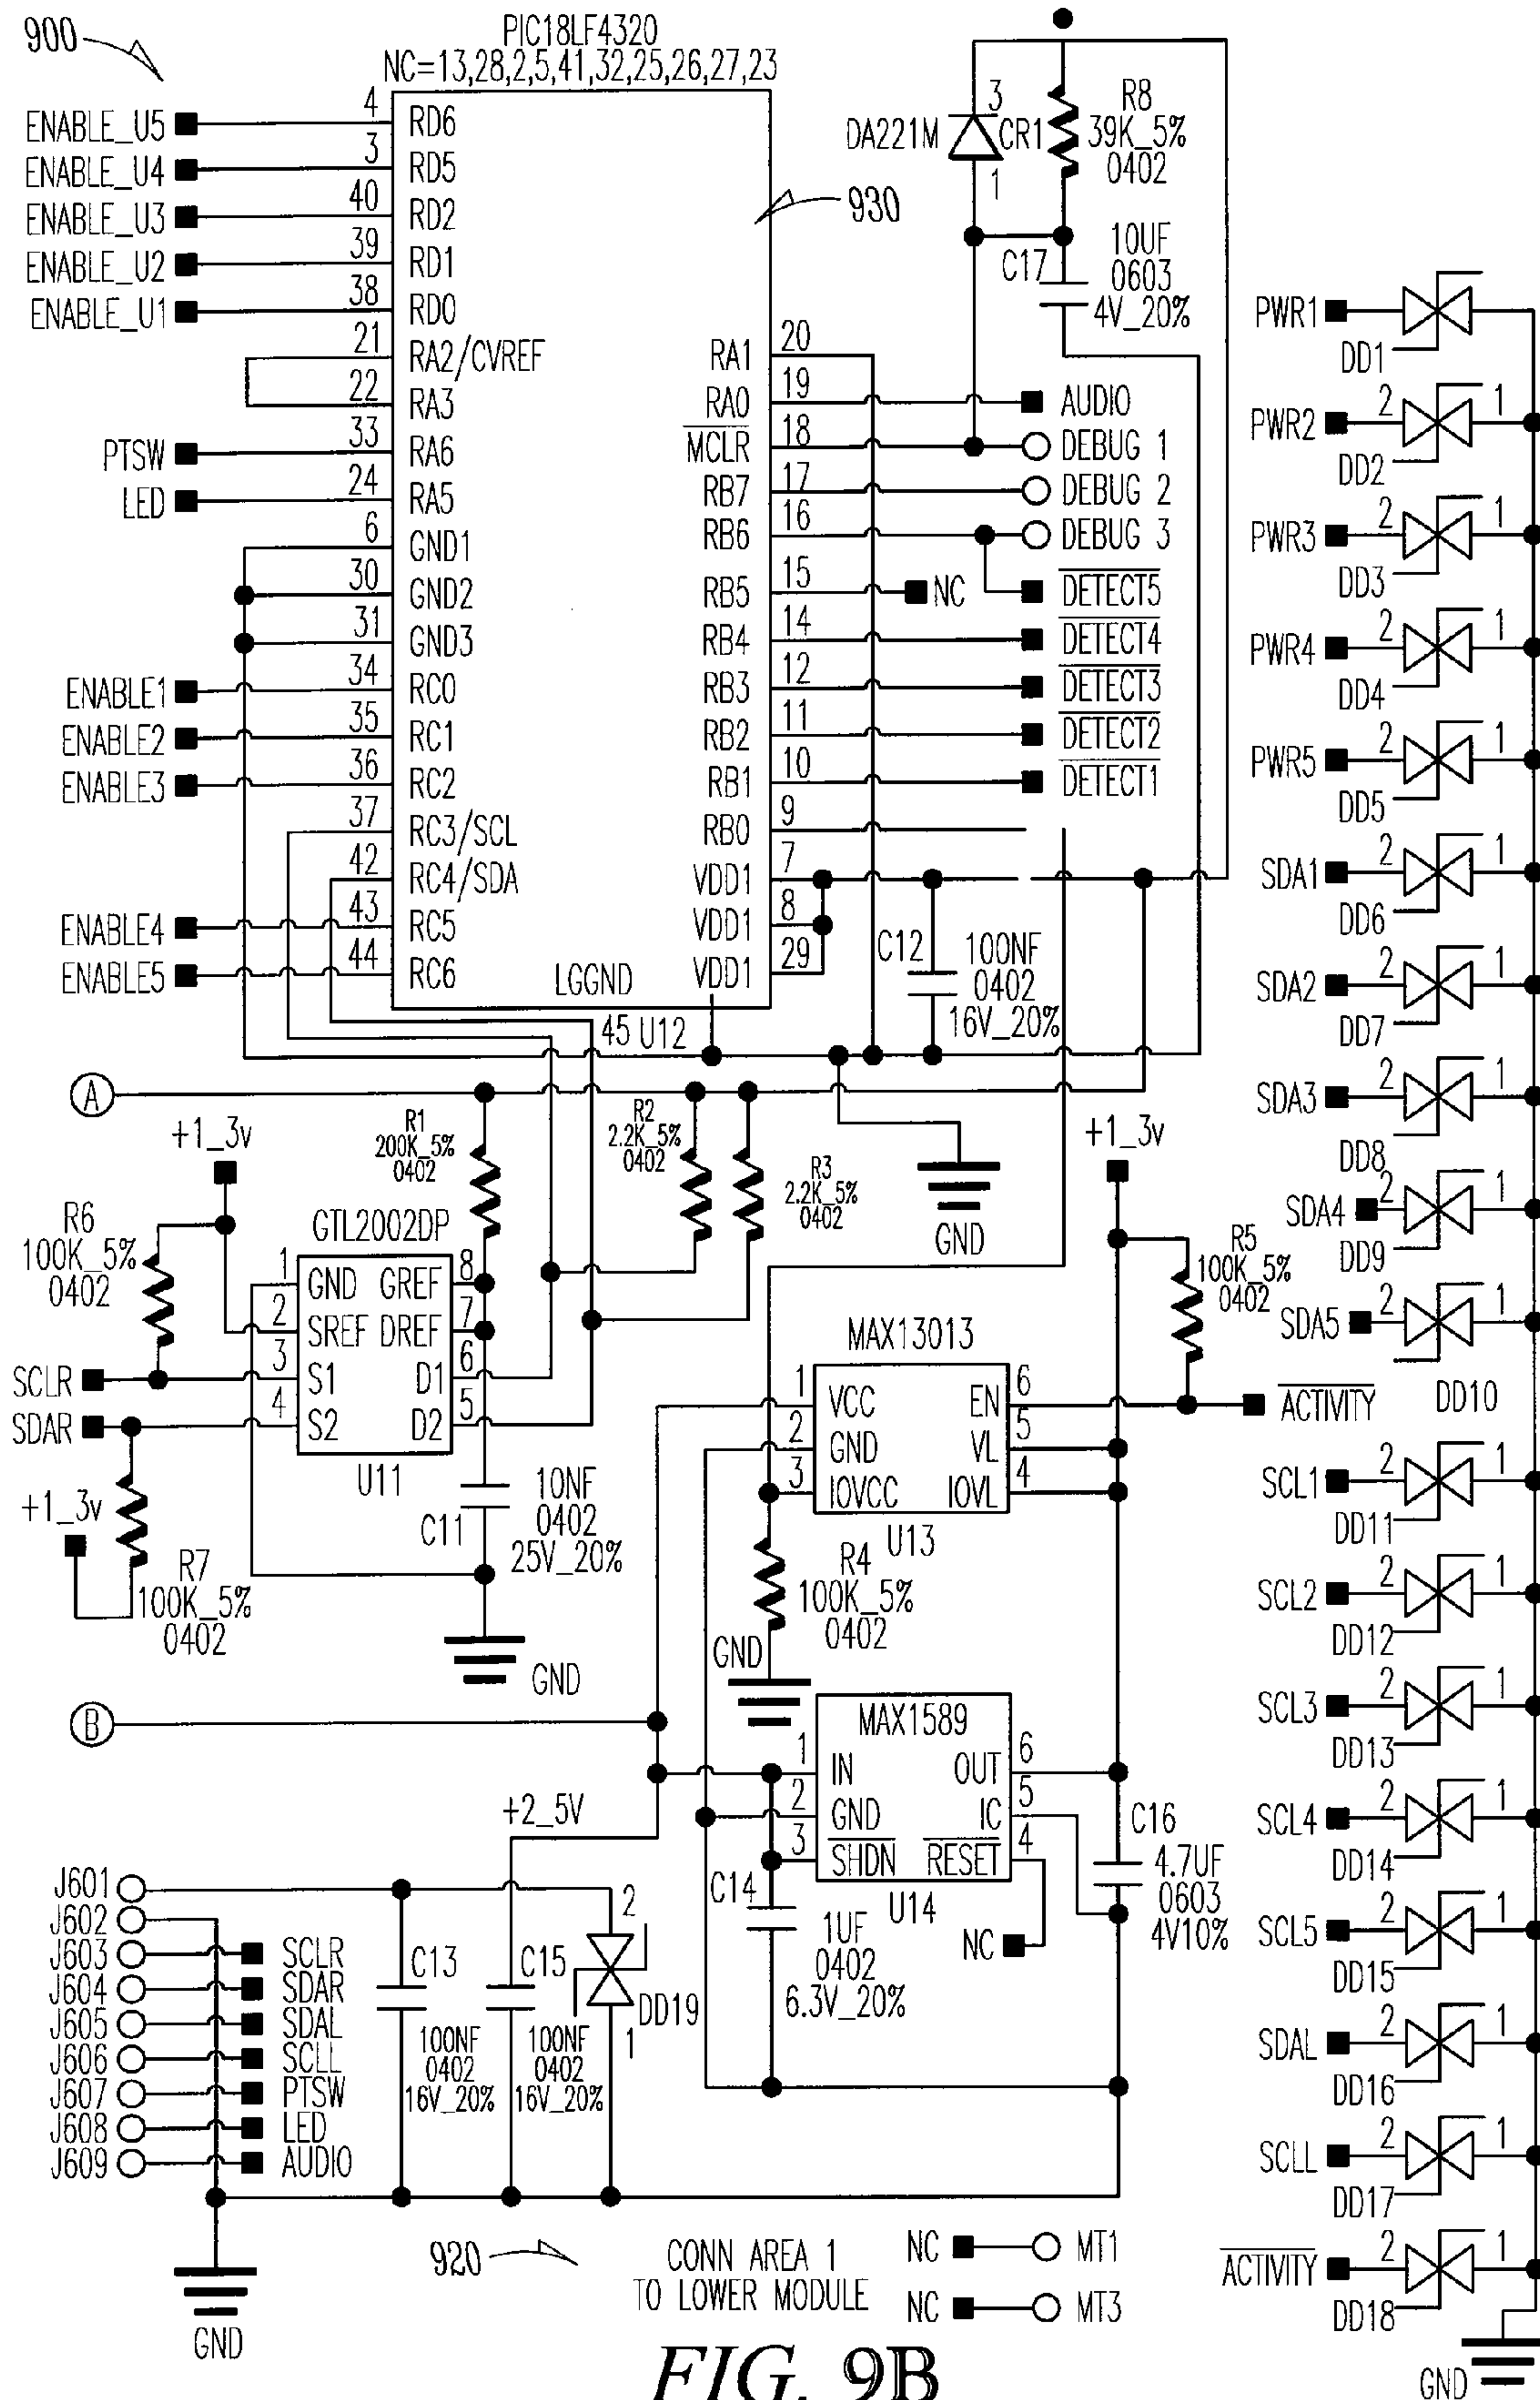 900
PIC18LF4320
NC=13,28,2,5,41,32,25,26,27,23
ENABLE_U5 4 RD6
ENABLE_U4 3 RD5
ENABLE_U3 40 RD2
ENABLE_U2 39 RD1
ENABLE_U1 38 RD0
21 RA2/CVREF
22 RA3
PTSW 33 RA6
LED 24 RA5
6 GND1
30 GND2
31 GND3
ENABLE1 34 RC0
ENABLE2 35 RC1
ENABLE3 36 RC2
37 RC3/SCL
42 RC4/SDA
ENABLE4 43 RC5
ENABLE5 44 RC6
930
RA1 20
RA0 19 AUDIO
MCLR 18 DEBUG 1
RB7 17 DEBUG 2
RB6 16 DEBUG 3
RB5 15 NC
DETECT5
RB4 14 DETECT4
RB3 12 DETECT3
RB2 11 DETECT2
RB1 10 DETECT1
RB0 9
VDD1 7
VDD1 8
VDD1 29
LGGND
45 U12
DA221M 3 CR1 1
R8
39K_5%
0402
C17
10UF
0603
4V_20%
C12
100NF
0402
16V_20%
A
+1_3v
R6
100K_5%
0402
R1
200K_5%
0402
R2
2.2K_5%
0402
R3
2.2K_5%
0402
GND
+1_3v
R5
100K_5%
0402
GTL2002DP
1 GND GREF 8
2 SREF DREF 7
SCLR 3 S1 D1 6
SDAR 4 S2 D2 5
U11
+1_3v
R7
100K_5%
0402
C11
10NF
0402
25V_20%
GND
MAX13013
1 VCC EN 6
ACTIVITY
2 GND VL 5
3 IOVCC IOVL 4
U13
R4
100K_5%
0402
GND
B
MAX1589
1 IN OUT 6
2 GND IC 5
3 SHDN RESET 4
U14
NC
C14
1UF
0402
6.3V_20%
C16
4.7UF
0603
4V10%
+2_5V
J601
J602
J603 SCLR
J604 SDAR
J605 SDAL
J606 SCLL
J607 PTSW
J608 LED
J609 AUDIO
C13
100NF
0402
16V_20%
C15
100NF
0402
16V_20%
2
DD19
1
GND
920
CONN AREA 1
TO LOWER MODULE
NC MT1
NC MT3
PWR1
DD1
PWR2 2 1
DD2
PWR3 2 1
DD3
PWR4 2 1
DD4
PWR5 2 1
DD5
SDA1 2 1
DD6
SDA2 2 1
DD7
SDA3 2 1
DD8
SDA4 2 1
DD9
SDA5 2 1
DD10
SCL1 2 1
DD11
SCL2 2 1
DD12
SCL3 2 1
DD13
SCL4 2 1
DD14
SCL5 2 1
DD15
SDAL 2 1
DD16
SCLL 2 1
DD17
ACTIVITY 2 1
DD18
GND
FIG. 9B